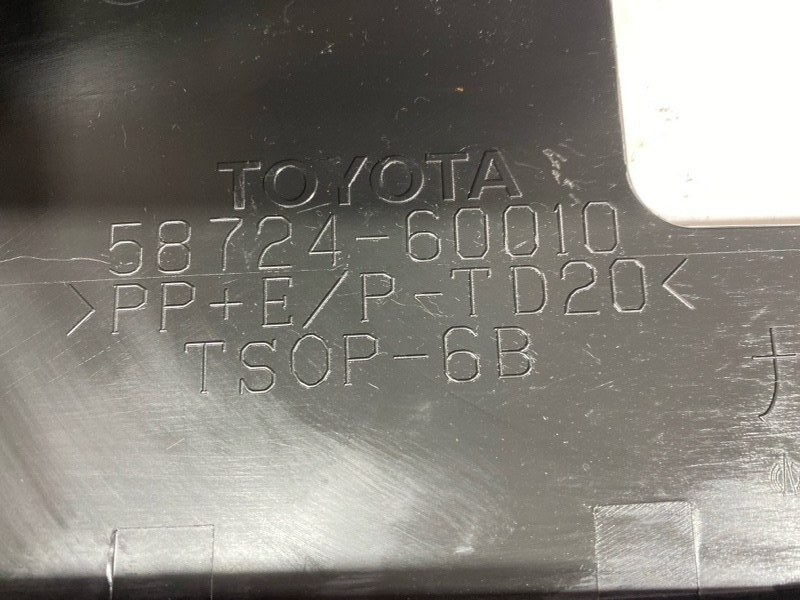 TOYOTA
58724-60010
>PP+E/P-TD20<
TSOP-6B